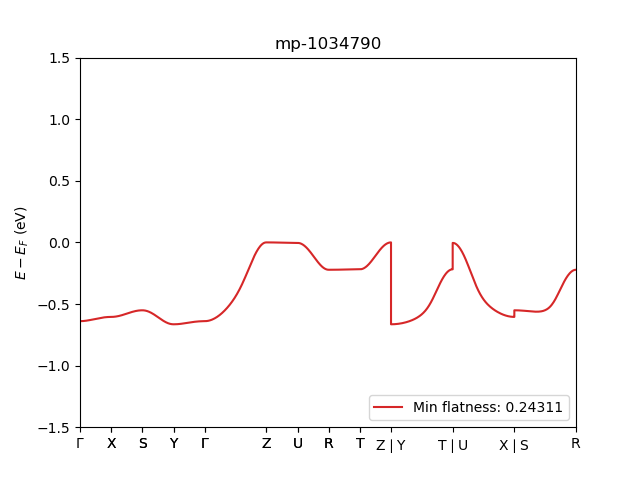 mp-1034790
1.5
1.0
0.5
0.0
−0.5
−1.0
−1.5
E − E_F (eV)
Min flatness: 0.24311
Γ X S Y Γ Z U R T Z | Y T | U X | S R